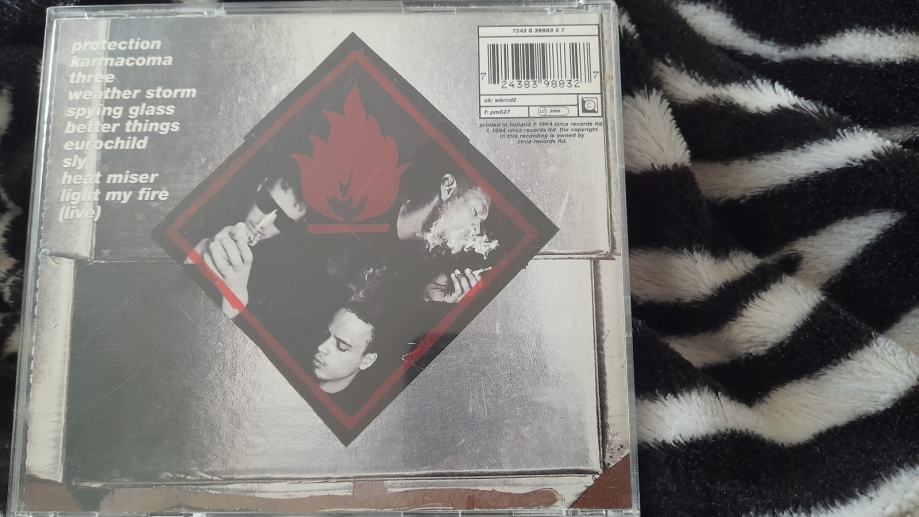 protection
karmacoma
three
weather storm
spying glass
better things
eurochild
sly
heat miser
light my fire
(live)
7243 8 39883 2 7
7 24383 98832 7
uk: wbrcd2
f: pm527
LC 3098
printed in holland. ℗ 1994 circa records ltd.
© 1994 circa records ltd. the copyright
in this recording is owned by
circa records ltd.